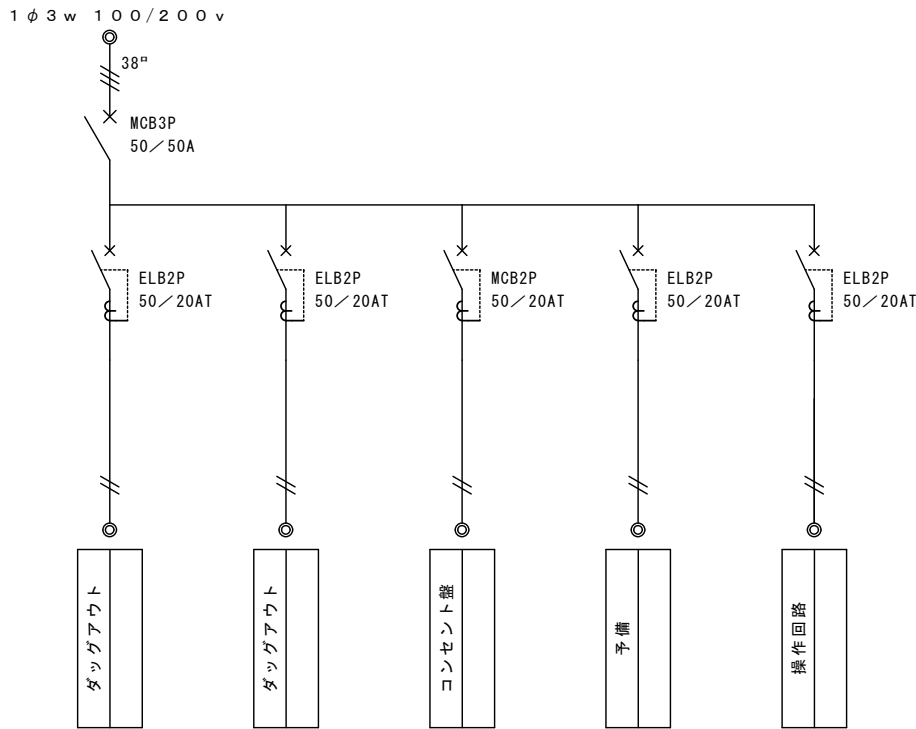 1φ3w 100/200v
38□
MCB3P
50／50A
ELB2P
50／20AT
ELB2P
50／20AT
MCB2P
50／20AT
ELB2P
50／20AT
ELB2P
50／20AT
ダッグアウト
ダッグアウト
コンセント盤
予備
操作回路